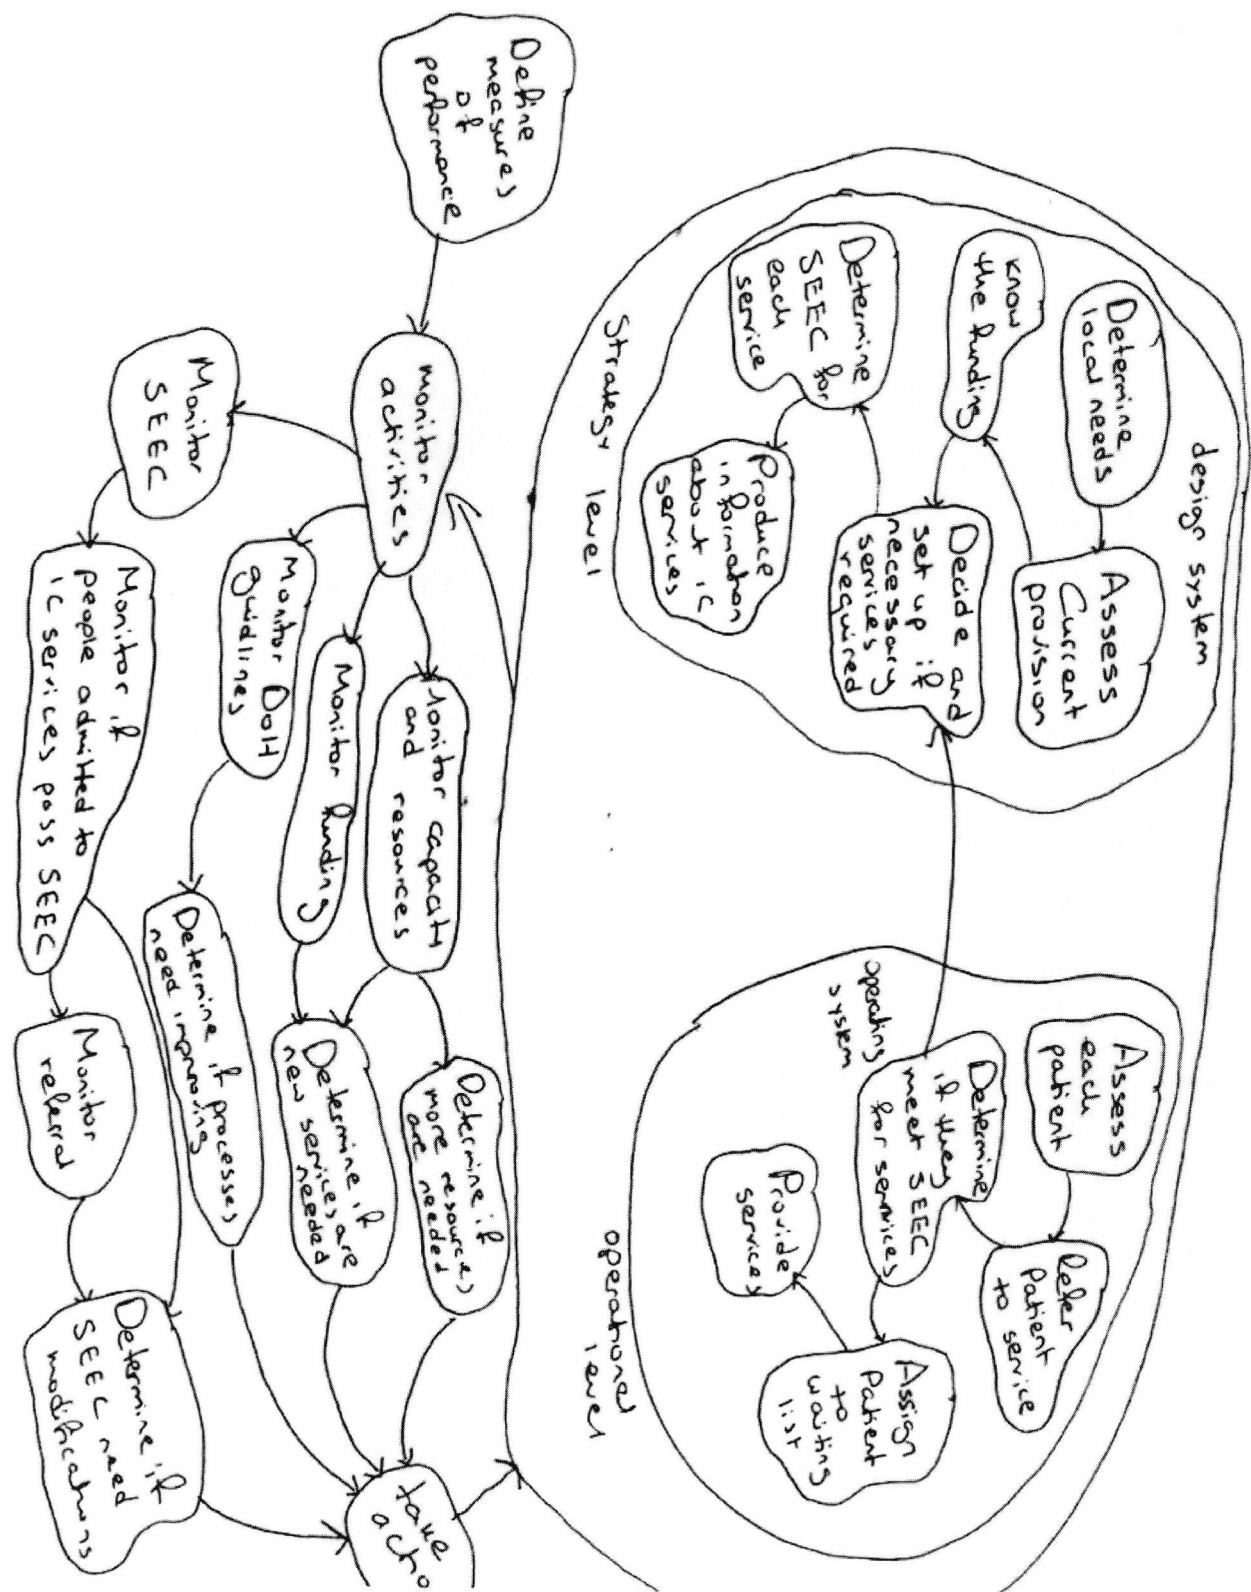 design system
Determine
local needs
Assess
Current
provision
know
the funding
Decide and
set up if
necessary
services
required
Determine
SEEC for
each
service
Produce
information
about IC
services
Strategy level
Assess
each
patient
Refer
Patient
to service
Determine
if they
meet SEEC
for services
operating
system
Assign
Patient
to
waiting
list
Provide
services
operational
level
Define
measures
of
performance
monitor
activities
Monitor capacity
and resources
Determine if
more resources
are needed
Monitor funding
Determine if
new services are
needed
Monitor DoH
guidlines
Determine if processes
need improving
Monitor
SEEC
Monitor if
people admitted to
IC services pass SEEC
Monitor
referral
Determine if
SEEC need
modifications
take
actio